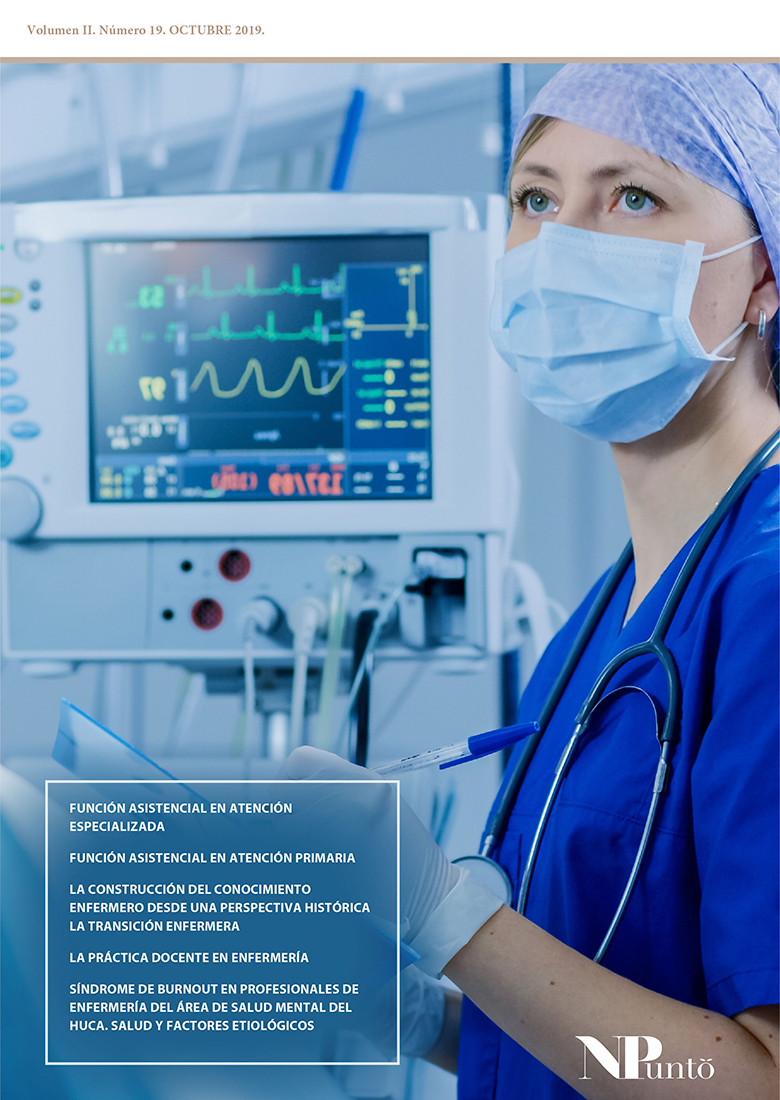 Volumen II. Número 19. OCTUBRE 2019.
FUNCIÓN ASISTENCIAL EN ATENCIÓN
ESPECIALIZADA
FUNCIÓN ASISTENCIAL EN ATENCIÓN PRIMARIA
LA CONSTRUCCIÓN DEL CONOCIMIENTO
ENFERMERO DESDE UNA PERSPECTIVA HISTÓRICA
LA TRANSICIÓN ENFERMERA
LA PRÁCTICA DOCENTE EN ENFERMERÍA
SÍNDROME DE BURNOUT EN PROFESIONALES DE
ENFERMERÍA DEL ÁREA DE SALUD MENTAL DEL
HUCA. SALUD Y FACTORES ETIOLÓGICOS
NPuntö